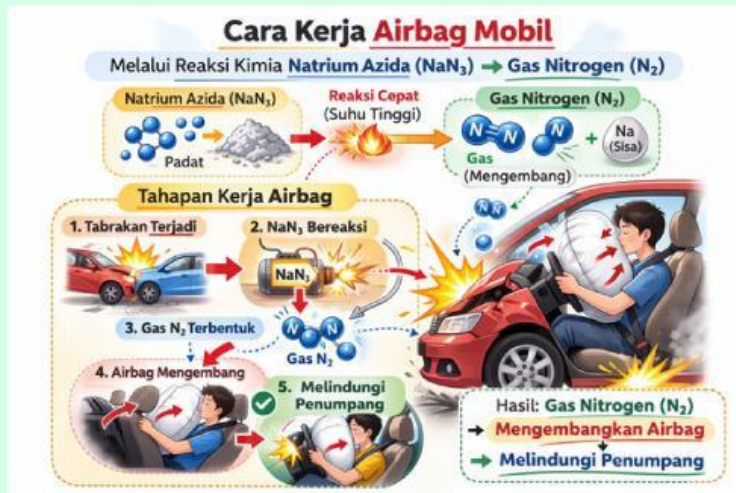 Cara Kerja Airbag Mobil
Melalui Reaksi Kimia Natrium Azida (NaN₃) → Gas Nitrogen (N₂)
Natrium Azida (NaN₃)
Padat
Reaksi Cepat
(Suhu Tinggi)
Gas Nitrogen (N₂)
N N
N
+
Na
(Sisa)
Gas
(Mengembang)
Tahapan Kerja Airbag
1. Tabrakan Terjadi
2. NaN₃ Bereaksi
NaN₃
3. Gas N₂ Terbentuk
N N
Gas N₂
N N
4. Airbag Mengembang
5. Melindungi
Penumpang
Hasil: Gas Nitrogen (N₂)
→ Mengembangkan Airbag
→ Melindungi Penumpang